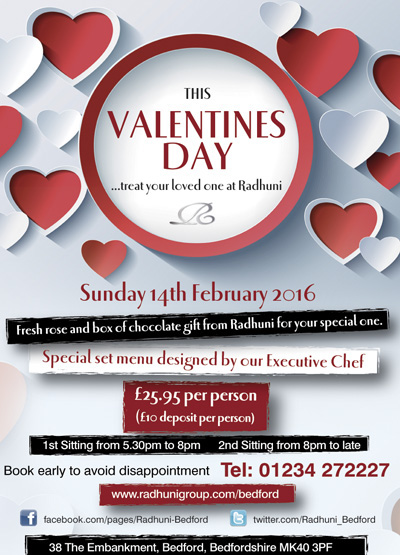 THIS
VALENTINES
DAY
...treat your loved one at Radhuni
R
Sunday 14th February 2016
Fresh rose and box of chocolate gift from Radhuni for your special one.
Special set menu designed by our Executive Chef
£25.95 per person
(£10 deposit per person)
1st Sitting from 5.30pm to 8pm 2nd Sitting from 8pm to late
Book early to avoid disappointment Tel: 01234 272227
www.radhunigroup.com/bedford
facebook.com/pages/Radhuni-Bedford twitter.com/Radhuni_Bedford
38 The Embankment, Bedford, Bedfordshire MK40 3PF